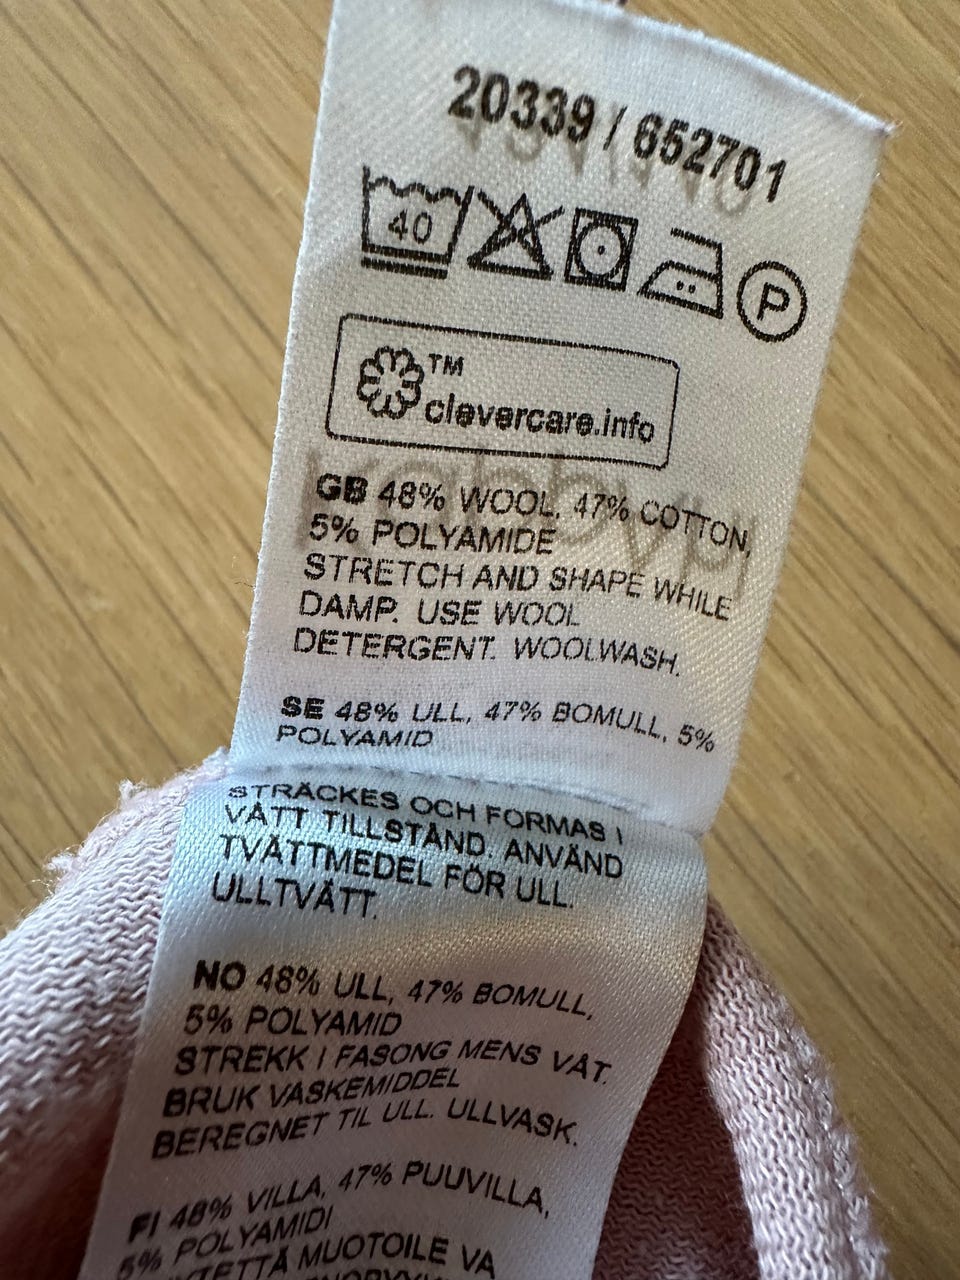 20339 / 652701
40
P
TM
clevercare.info
GB 48% WOOL, 47% COTTON,
5% POLYAMIDE
STRETCH AND SHAPE WHILE
DAMP. USE WOOL
DETERGENT. WOOLWASH.
SE 48% ULL, 47% BOMULL, 5%
POLYAMID
STRÄCKES OCH FORMAS I
VÅTT TILLSTÅND. ANVÄND
TVÄTTMEDEL FÖR ULL.
ULLTVÄTT.
NO 48% ULL, 47% BOMULL,
5% POLYAMID
STREKK I FASONG MENS VÅT.
BRUK VASKEMIDDEL
BEREGNET TIL ULL. ULLVASK.
FI 48% VILLA, 47% PUUVILLA,
5% POLYAMIDI
MUOTOILE VA